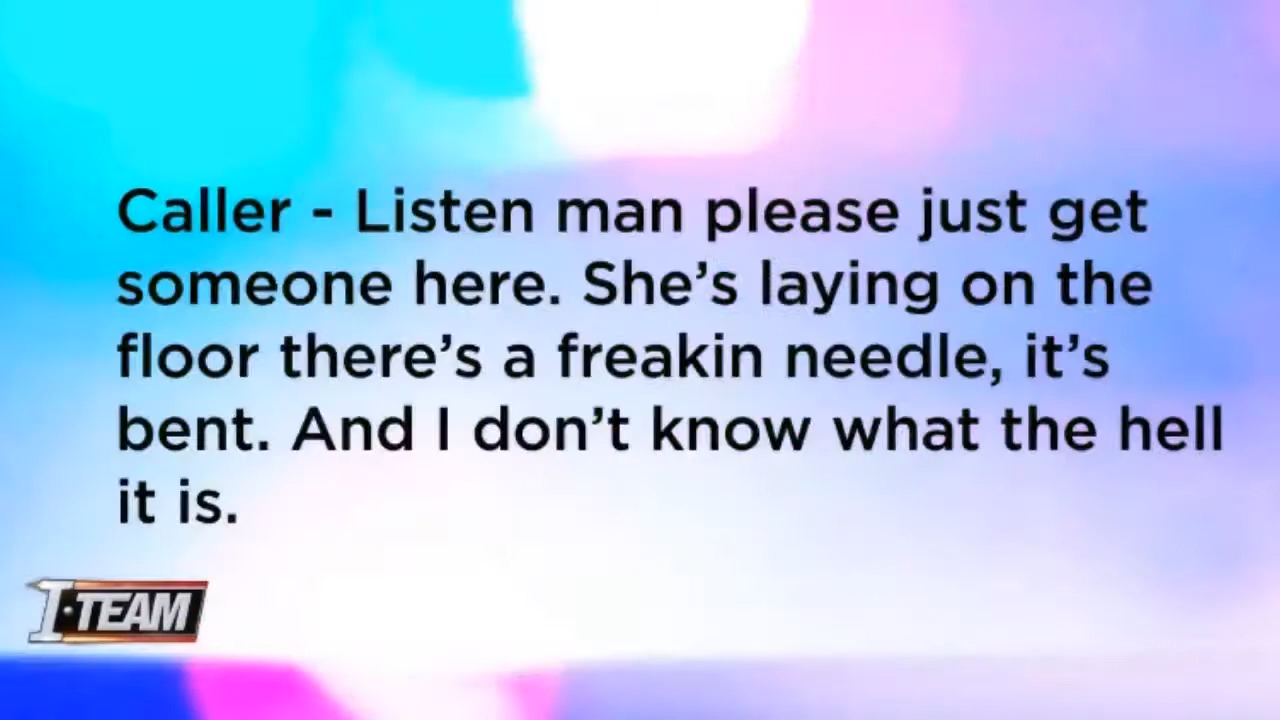 Caller - Listen man please just get
someone here. She’s laying on the
floor there’s a freakin needle, it’s
bent. And I don’t know what the hell
it is.
I•TEAM